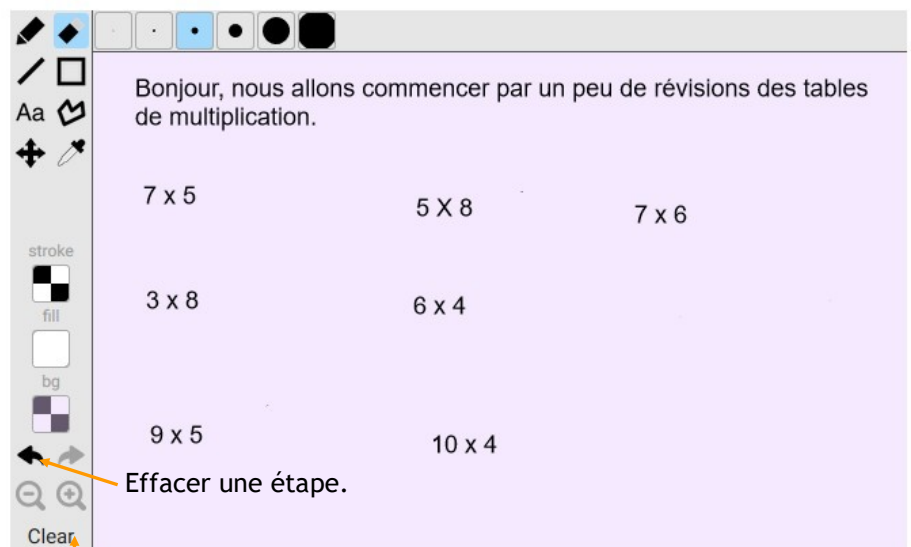 Aa
stroke
fill
bg
Clear
Bonjour, nous allons commencer par un peu de révisions des tables
de multiplication.
7 x 5
5 X 8
7 x 6
3 x 8
6 x 4
9 x 5
10 x 4
Effacer une étape.